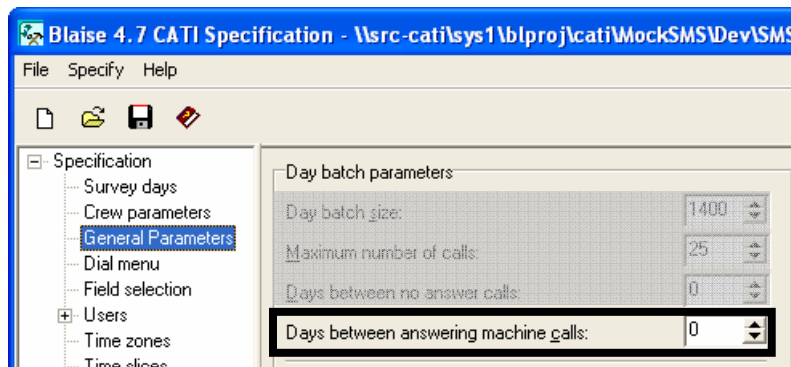 Blaise 4.7 CATI Specification - \\src-cati\sys1\blproj\cati\MockSMS\Dev\SMS
File Specify Help
Specification
Survey days
Crew parameters
General Parameters
Dial menu
Field selection
Users
Time zones
Time slices
Day batch parameters
Day batch size: 1400
Maximum number of calls: 25
Days between no answer calls: 0
Days between answering machine calls: 0